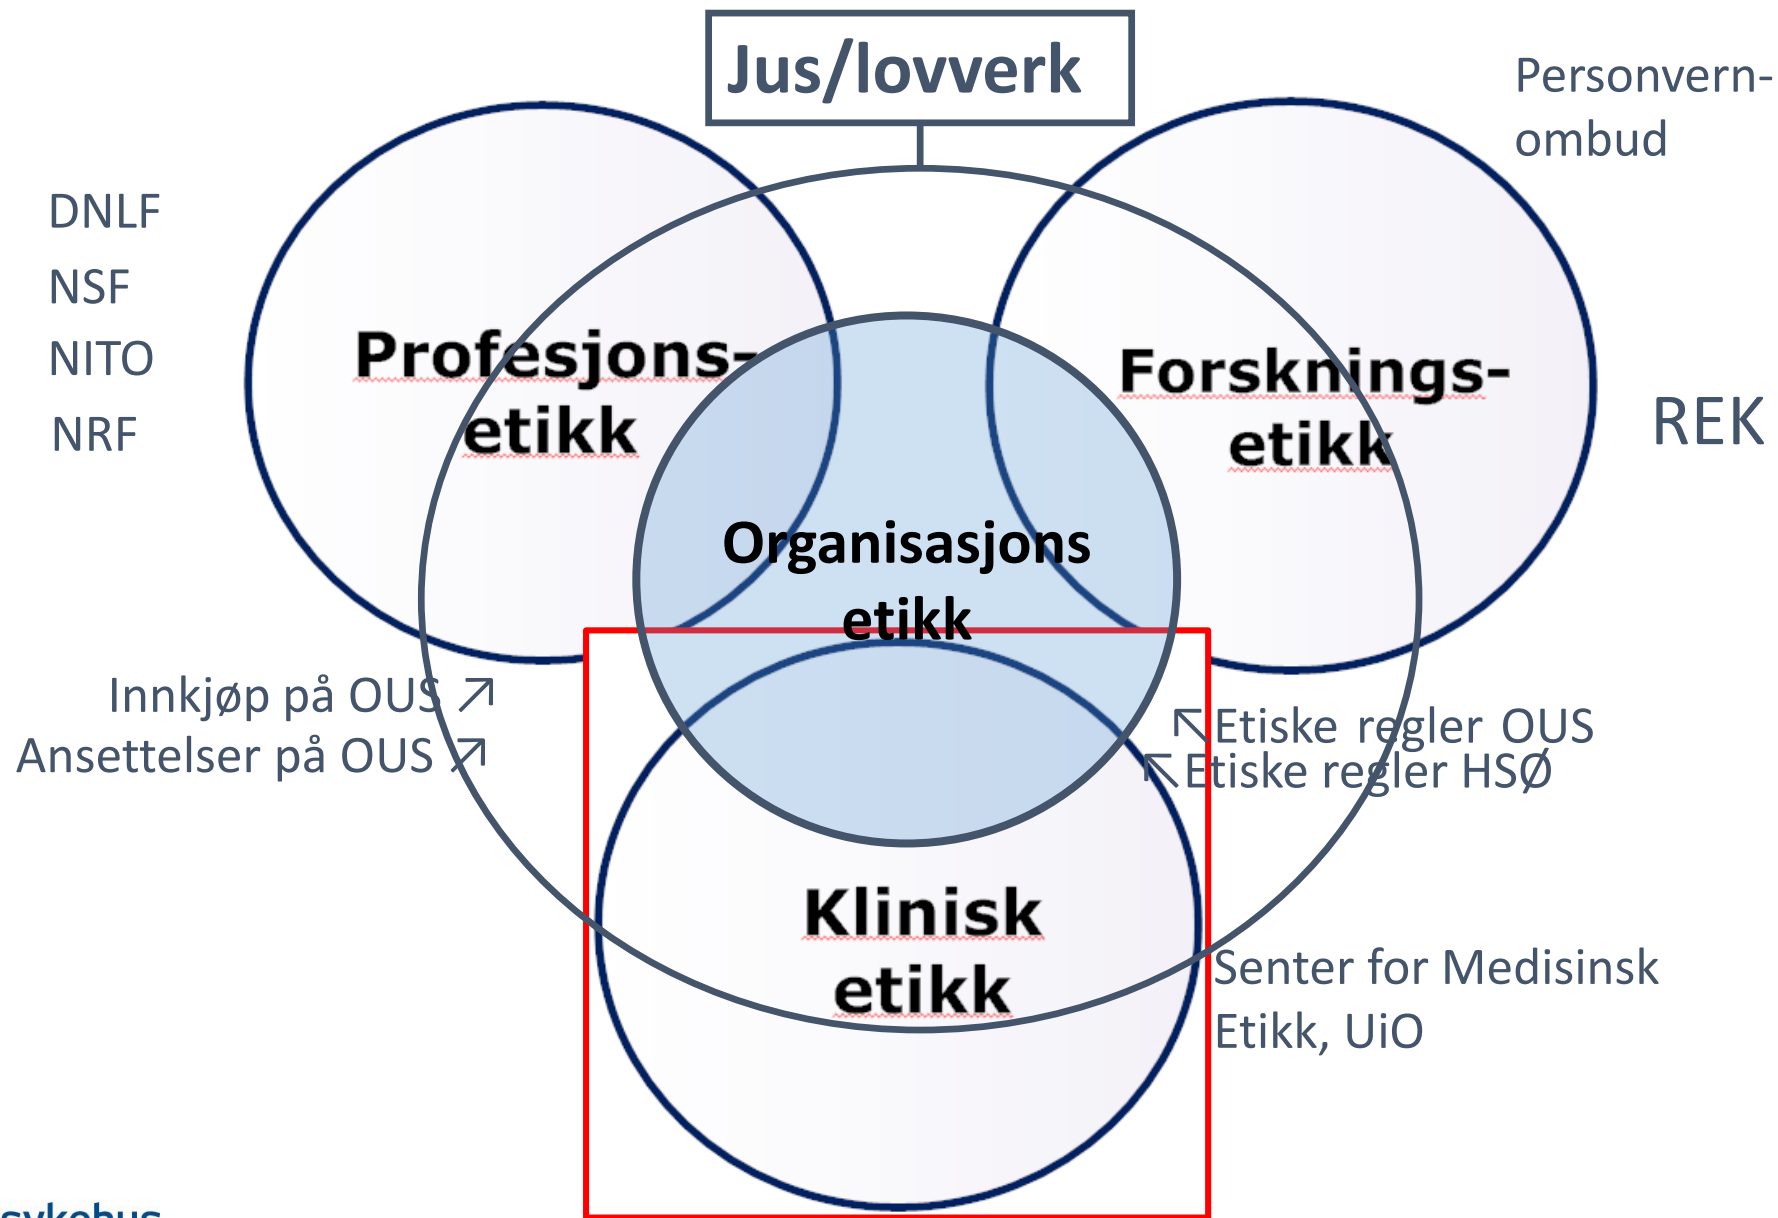 Jus/lovverk
Personvern-
ombud
DNLF
NSF
NITO
NRF
Profesjons-
etikk
Forsknings-
etikk
REK
Organisasjons
etikk
Innkjøp på OUS ↗
Ansettelser på OUS ↗
↖Etiske regler OUS
↖Etiske regler HSØ
Klinisk
etikk
Senter for Medisinsk
Etikk, UiO
sykehus